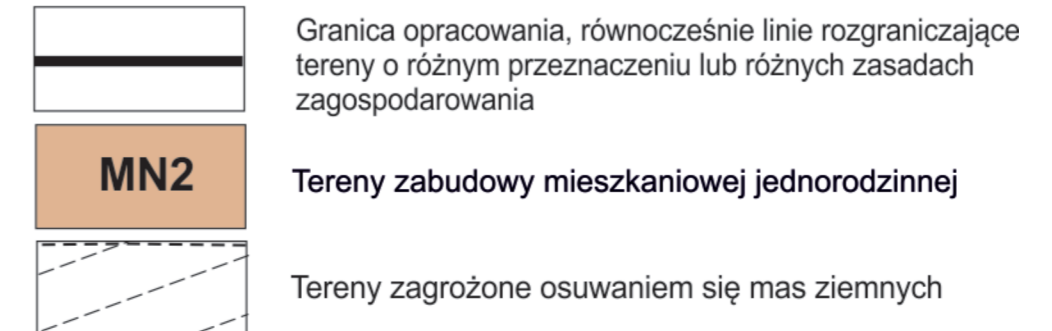 Granica opracowania, równocześnie linie rozgraniczające
tereny o różnym przeznaczeniu lub różnych zasadach
zagospodarowania
MN2
Tereny zabudowy mieszkaniowej jednorodzinnej
Tereny zagrożone osuwaniem się mas ziemnych